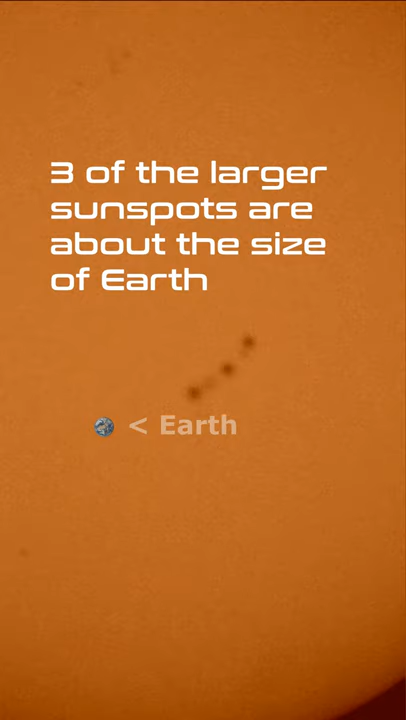 3 of the larger
sunspots are
about the size
of Earth
< Earth